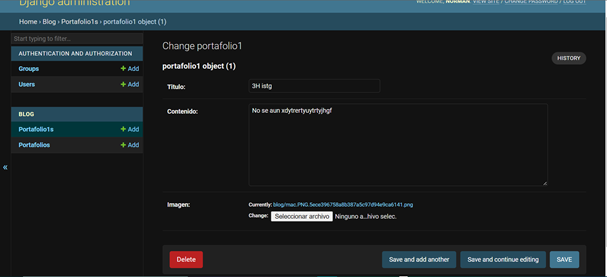 Django administration
WELCOME, NURMAN. VIEW SITE / CHANGE PASSWORD / LOG OUT
Home › Blog › Portafolio1s › portafolio1 object (1)
Start typing to filter...
AUTHENTICATION AND AUTHORIZATION
Groups + Add
Users + Add
BLOG
Portafolio1s + Add
Portafolios + Add
«
Change portafolio1
portafolio1 object (1)
HISTORY
Titulo: 3H istg
Contenido: No se aun xdytrertyuytrtyjhgf
Imagen: Currently: blog/mac.PNG.5ece396758a8b387a5c97d94e9ca6141.png
Change: Seleccionar archivo Ninguno a...hivo selec.
Delete Save and add another Save and continue editing SAVE